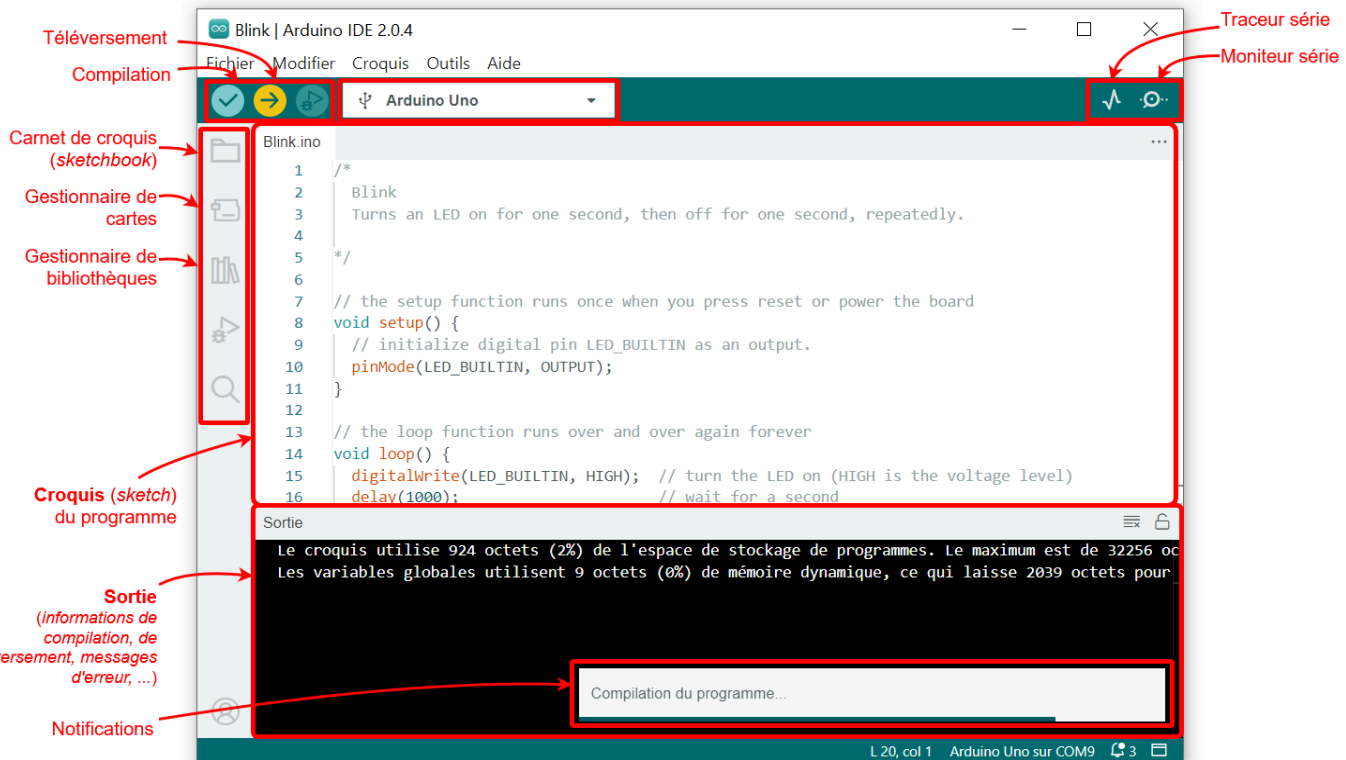 Traceur série
Blink | Arduino IDE 2.0.4
Téléversement
Moniteur série
Fichier Modifier Croquis Outils Aide
Compilation
Arduino Uno
Carnet de croquis
(sketchbook)
Blink.ino
Gestionnaire de
cartes
Gestionnaire de
bibliothèques
1 /*
2 Blink
3 Turns an LED on for one second, then off for one second, repeatedly.
4
5 */
6
7 // the setup function runs once when you press reset or power the board
8 void setup() {
9 // initialize digital pin LED_BUILTIN as an output.
10 pinMode(LED_BUILTIN, OUTPUT);
11 }
12
13 // the loop function runs over and over again forever
14 void loop() {
15 digitalWrite(LED_BUILTIN, HIGH); // turn the LED on (HIGH is the voltage level)
16 delay(1000); // wait for a second
Croquis (sketch)
du programme
Sortie
Le croquis utilise 924 octets (2%) de l'espace de stockage de programmes. Le maximum est de 32256 oc
Les variables globales utilisent 9 octets (0%) de mémoire dynamique, ce qui laisse 2039 octets pour
Sortie
(informations de
compilation, de
versement, messages
d'erreur, ...)
Compilation du programme...
Notifications
L 20, col 1 Arduino Uno sur COM9 3